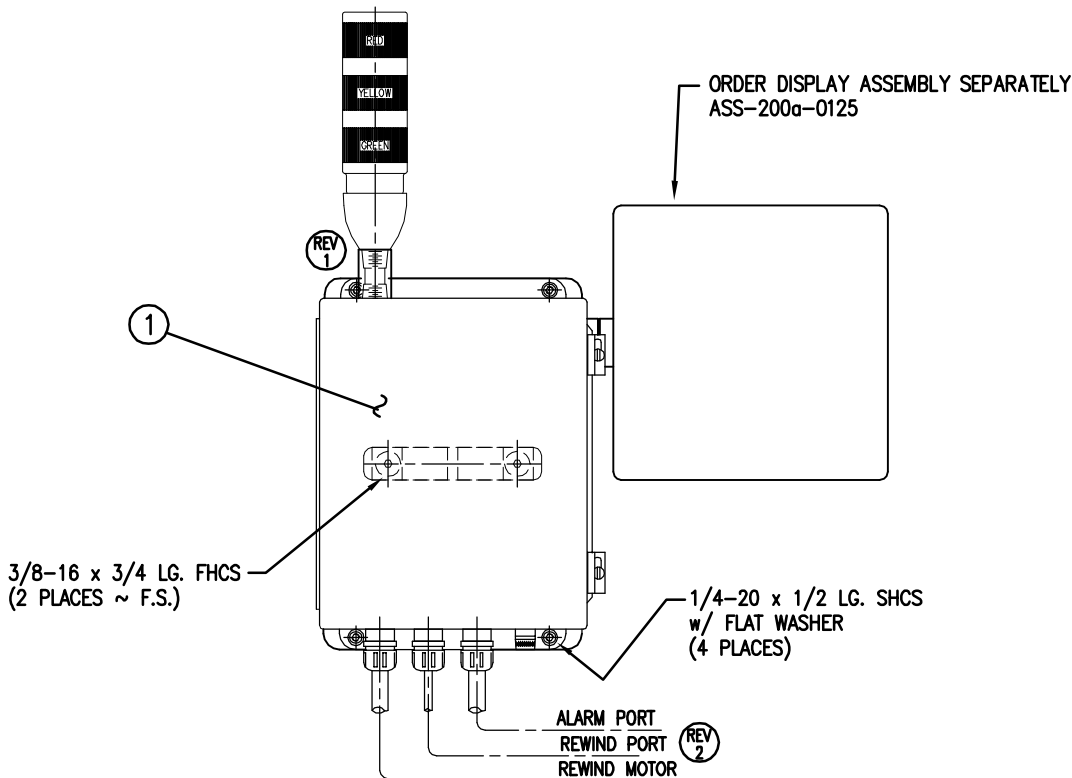 RED
YELLOW
GREEN
ORDER DISPLAY ASSEMBLY SEPARATELY
ASS-200a-0125
REV
1
1
3/8-16 x 3/4 LG. FHCS
(2 PLACES ~ F.S.)
1/4-20 x 1/2 LG. SHCS
w/ FLAT WASHER
(4 PLACES)
ALARM PORT
REWIND PORT
REV
2
REWIND MOTOR